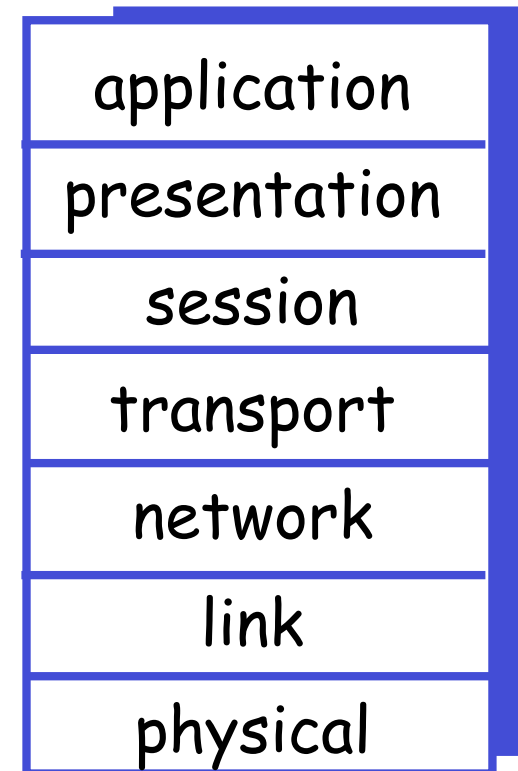 application
presentation
session
transport
network
link
physical